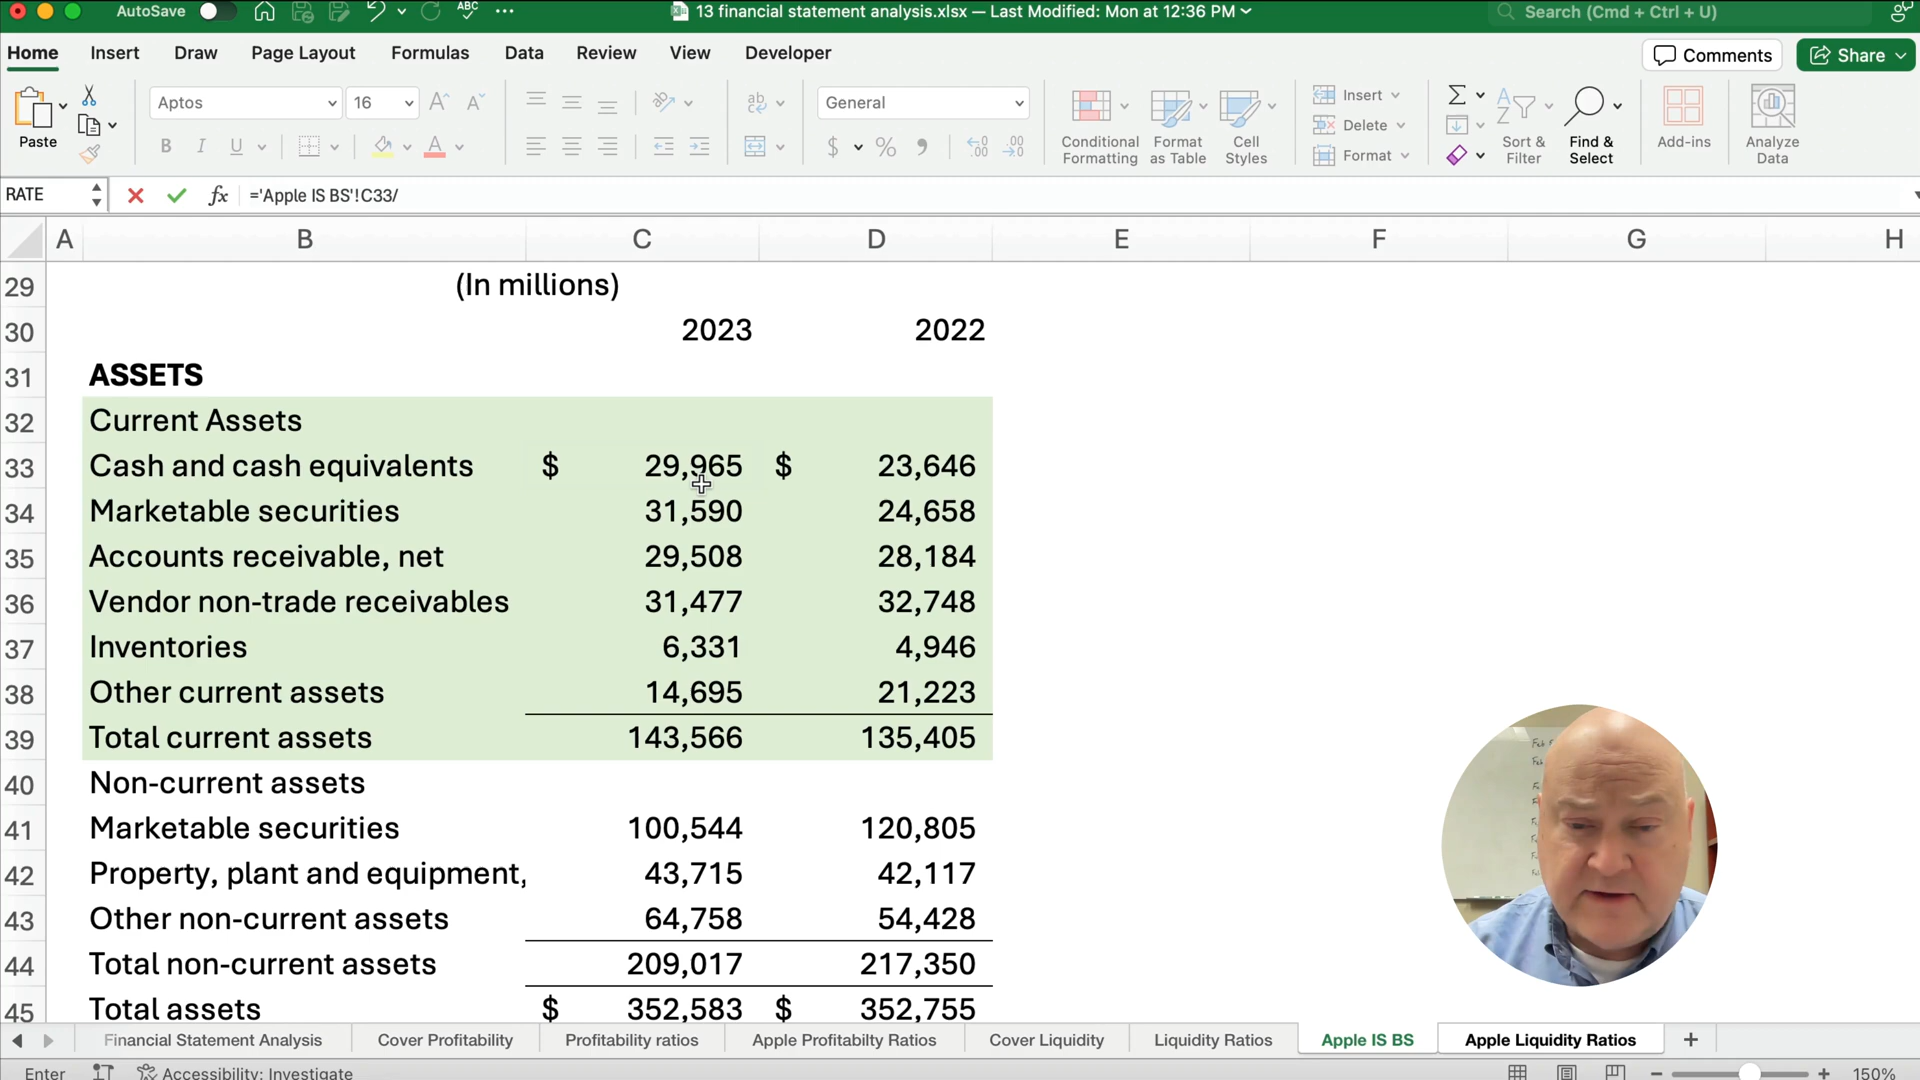 AutoSave ABC ... 13 financial statement analysis.xlsx — Last Modified: Mon at 12:36 PM Search (Cmd + Ctrl + U)
Home Insert Draw Page Layout Formulas Data Review View Developer Comments Share
Aptos 16 A A ab General Insert Σ A Z
Delete
Paste B I U A $ % 9 Conditional Formatting Format as Table Cell Styles Format Sort & Filter Find & Select Add-ins Analyze Data
RATE fx ='Apple IS BS'!C33/
A B C D E F G H
29 (In millions)
30 2023 2022
31 ASSETS
32 Current Assets
33 Cash and cash equivalents $ 29,965 $ 23,646
34 Marketable securities 31,590 24,658
35 Accounts receivable, net 29,508 28,184
36 Vendor non-trade receivables 31,477 32,748
37 Inventories 6,331 4,946
38 Other current assets 14,695 21,223
39 Total current assets 143,566 135,405
40 Non-current assets
41 Marketable securities 100,544 120,805
42 Property, plant and equipment, 43,715 42,117
43 Other non-current assets 64,758 54,428
44 Total non-current assets 209,017 217,350
45 Total assets $ 352,583 $ 352,755
Financial Statement Analysis Cover Profitability Profitability ratios Apple Profitabilty Ratios Cover Liquidity Liquidity Ratios Apple IS BS Apple Liquidity Ratios +
Enter Accessibility: Investigate − + 150%